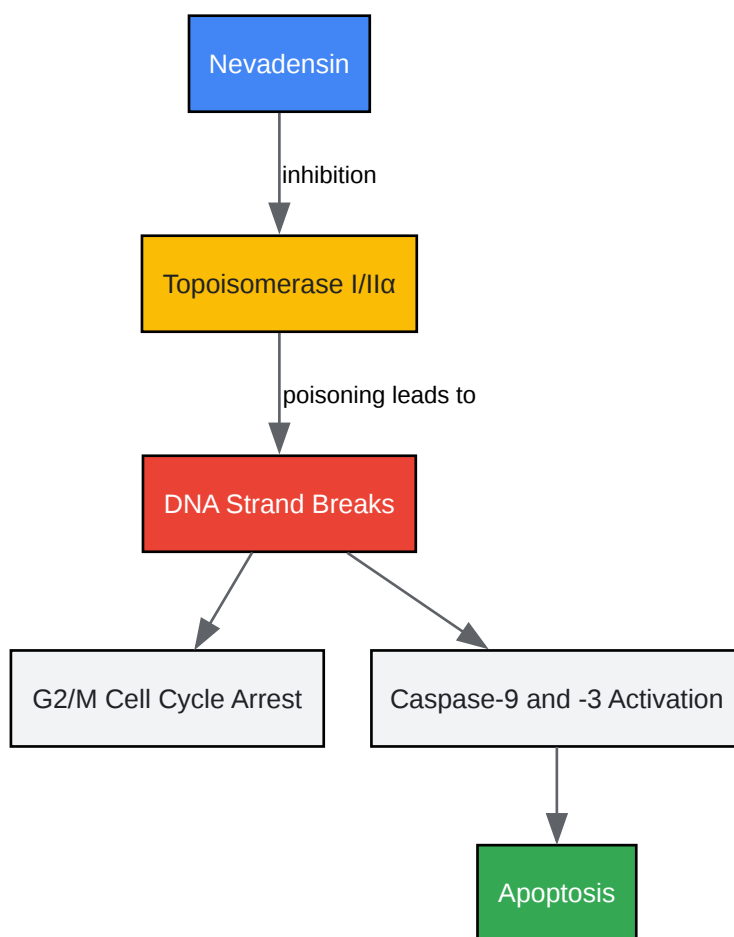 Nevadensin
inhibition
Topoisomerase I/IIα
poisoning leads to
DNA Strand Breaks
G2/M Cell Cycle Arrest
Caspase-9 and -3 Activation
Apoptosis